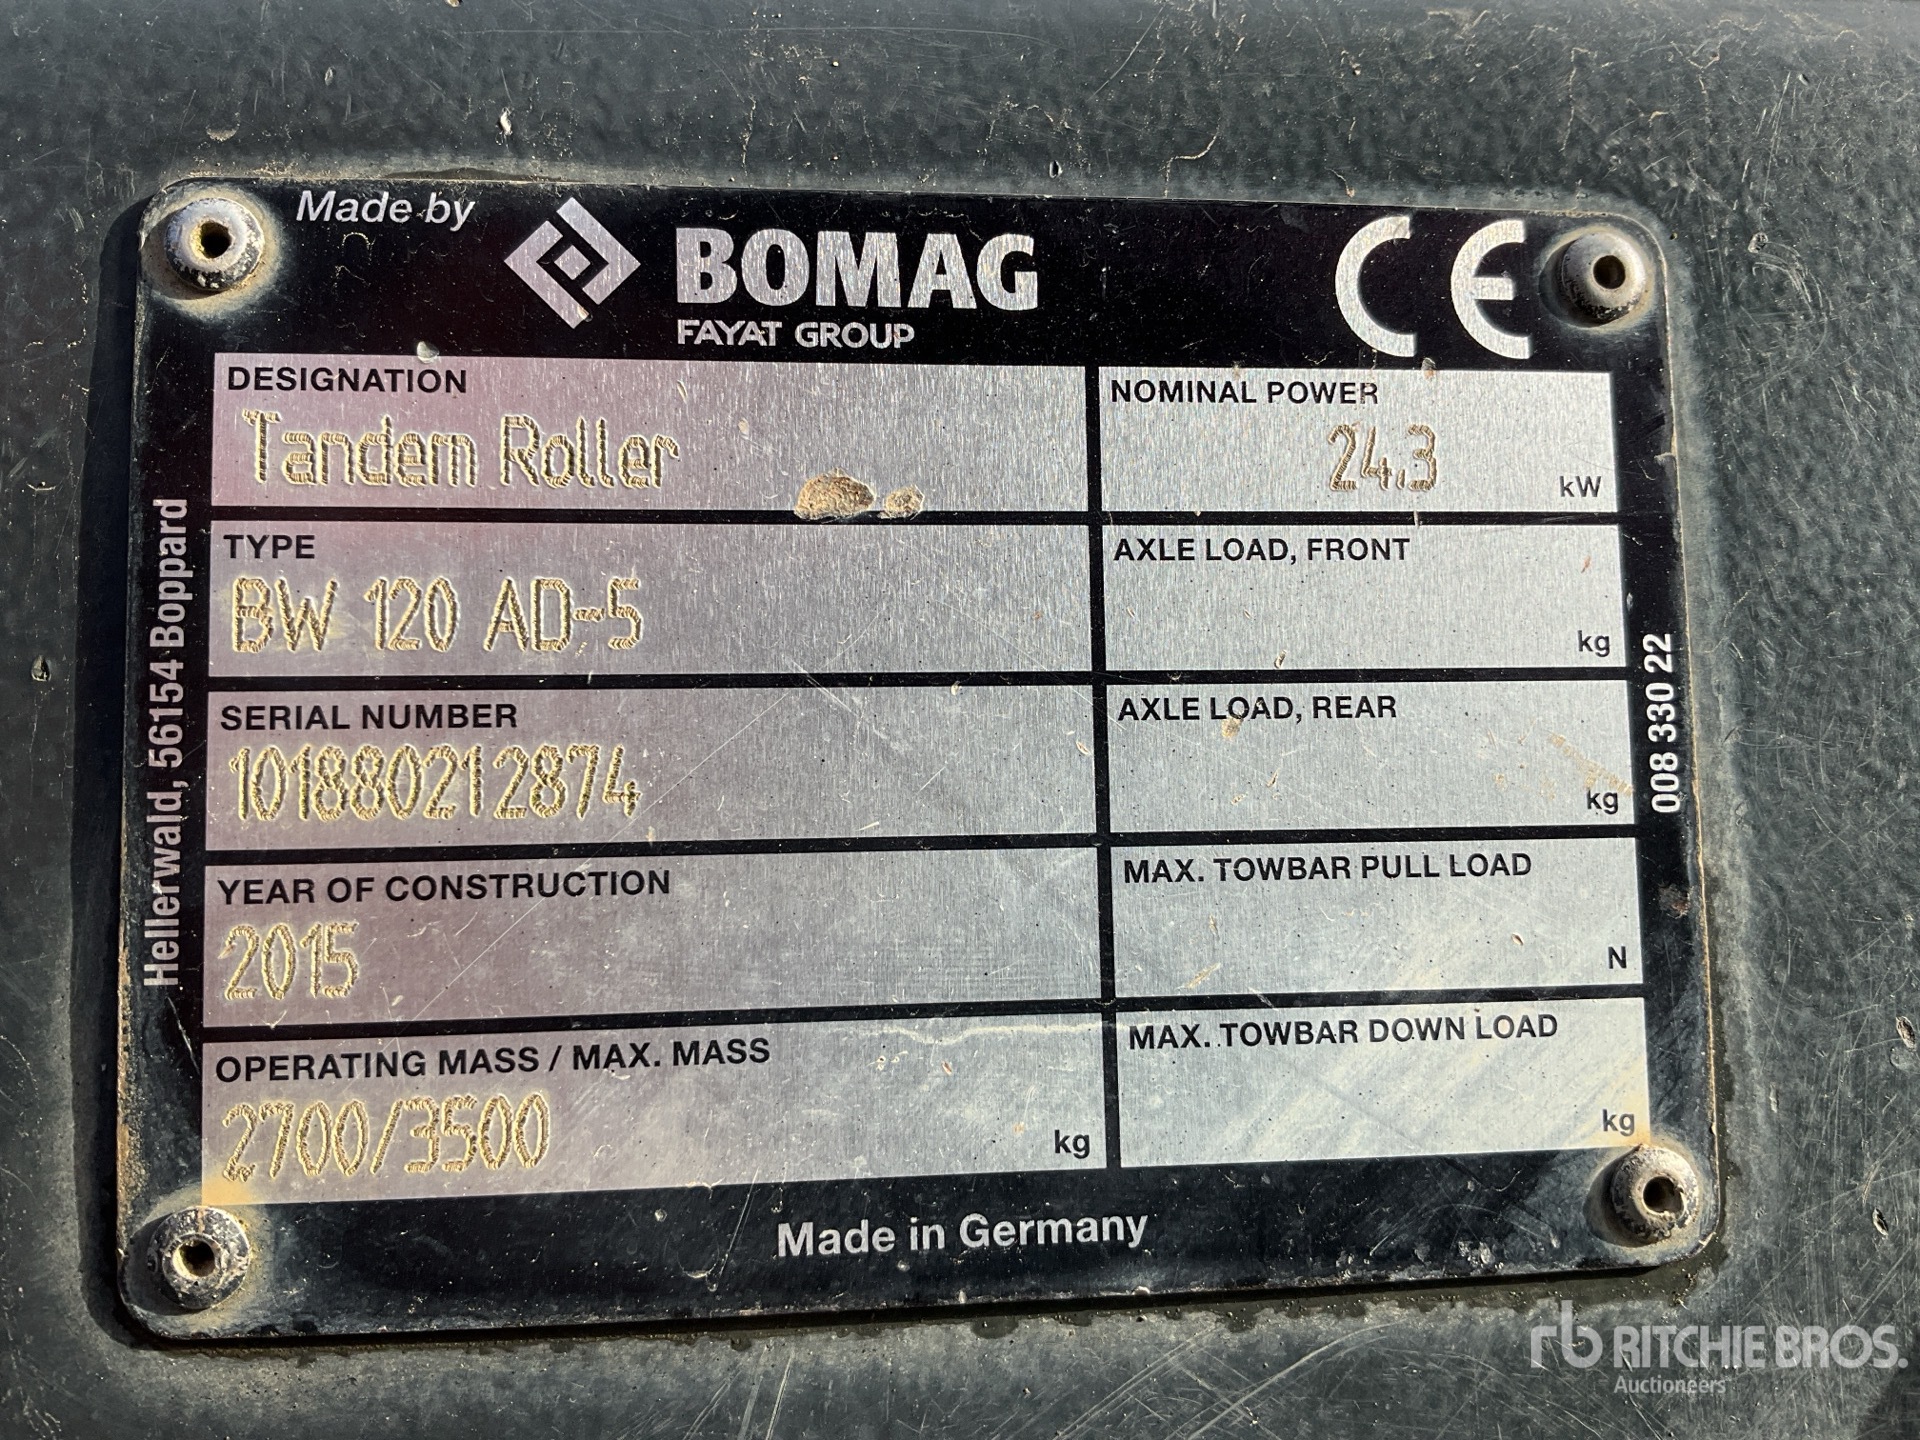 Made by
BOMAG
FAYAT GROUP
CE
DESIGNATION
Tandem Roller
TYPE
BW 120 AD-5
SERIAL NUMBER
101880212874
YEAR OF CONSTRUCTION
2015
OPERATING MASS / MAX. MASS
2700/3500
kg
NOMINAL POWER
24,3
kW
AXLE LOAD, FRONT
kg
AXLE LOAD, REAR
kg
MAX. TOWBAR PULL LOAD
N
MAX. TOWBAR DOWN LOAD
kg
Hellerwald, 56154 Boppard
008 330 22
Made in Germany
rb RITCHIE BROS.
Auctioneers